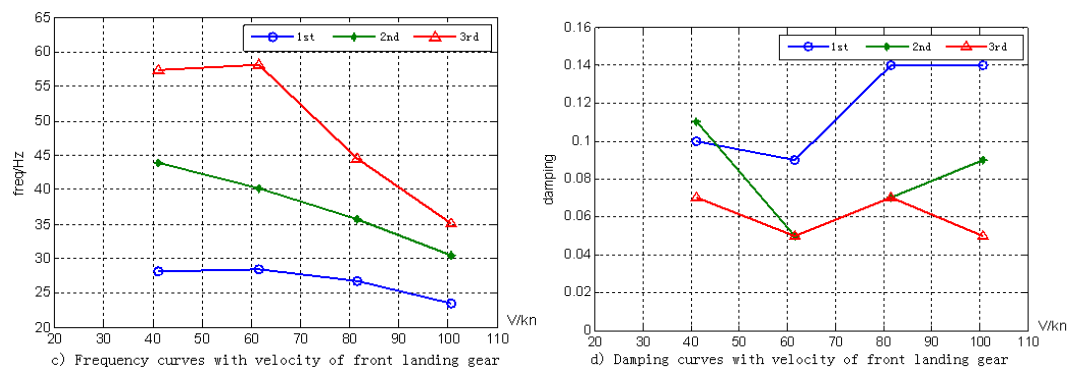 65
60
55
50
45
40
35
30
25
20
freq/Hz
1st 2nd 3rd
20 30 40 50 60 70 80 90 100 110
V/kn
c) Frequency curves with velocity of front landing gear
0.16
0.14
0.12
0.1
0.08
0.06
0.04
0.02
0
damping
1st 2nd 3rd
20 30 40 50 60 70 80 90 100 110
V/kn
d) Damping curves with velocity of front landing gear